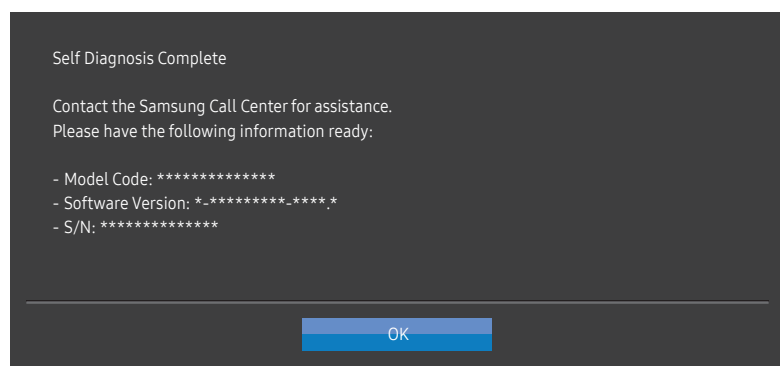 Self Diagnosis Complete
Contact the Samsung Call Center for assistance.
Please have the following information ready:
- Model Code: **************
- Software Version: *-*********-****.*
- S/N: **************
OK